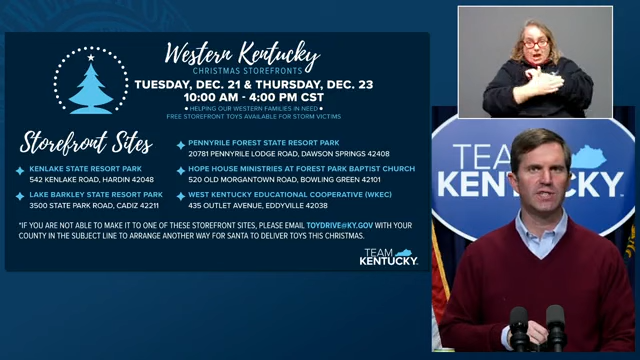 Western Kentucky
CHRISTMAS STOREFRONTS
TUESDAY, DEC. 21 & THURSDAY, DEC. 23
10:00 AM - 4:00 PM CST
• HELPING OUR WESTERN FAMILIES IN NEED •
FREE STOREFRONT TOYS AVAILABLE FOR STORM VICTIMS
Storefront Sites
KENLAKE STATE RESORT PARK
542 KENLAKE ROAD, HARDIN 42048
LAKE BARKLEY STATE RESORT PARK
3500 STATE PARK ROAD, CADIZ 42211
PENNYRILE FOREST STATE RESORT PARK
20781 PENNYRILE LODGE ROAD, DAWSON SPRINGS 42408
HOPE HOUSE MINISTRIES AT FOREST PARK BAPTIST CHURCH
520 OLD MORGANTOWN ROAD, BOWLING GREEN 42101
WEST KENTUCKY EDUCATIONAL COOPERATIVE (WKEC)
435 OUTLET AVENUE, EDDYVILLE 42038
*IF YOU ARE NOT ABLE TO MAKE IT TO ONE OF THESE STOREFRONT SITES, PLEASE EMAIL TOYDRIVE@KY.GOV WITH YOUR
COUNTY IN THE SUBJECT LINE TO ARRANGE ANOTHER WAY FOR SANTA TO DELIVER TOYS THIS CHRISTMAS.
TEAM
KENTUCKY
TEAM
KENTUCKY